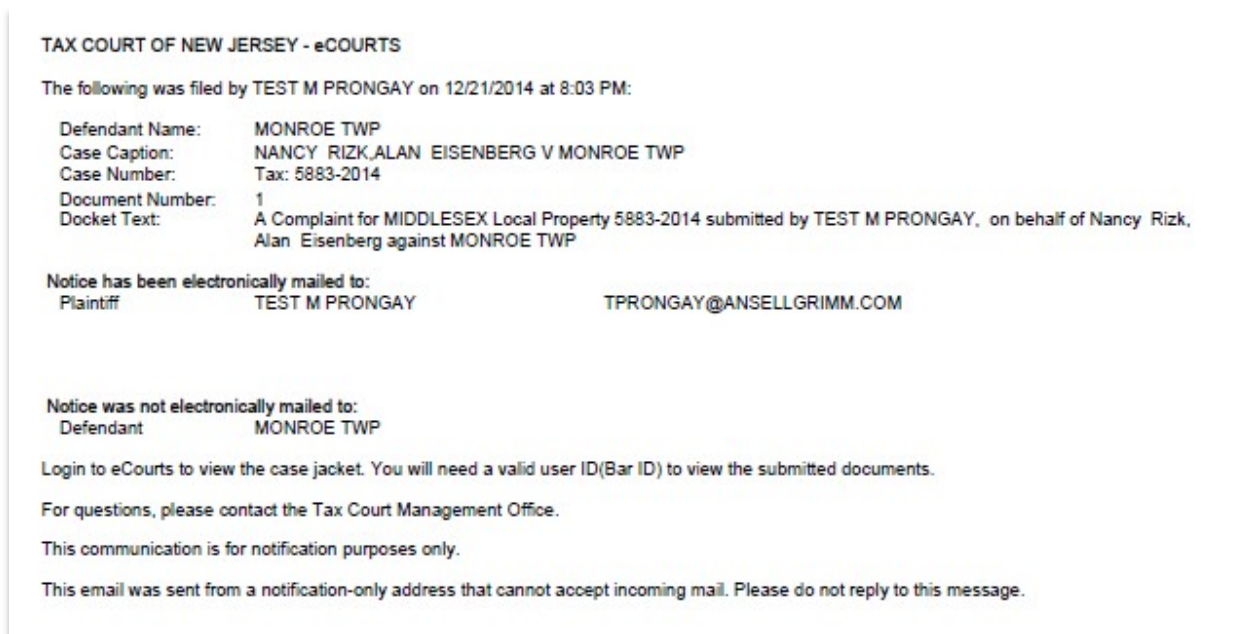 TAX COURT OF NEW JERSEY - eCOURTS
The following was filed by TEST M PRONGAY on 12/21/2014 at 8:03 PM:
Defendant Name: MONROE TWP
Case Caption: NANCY RIZK,ALAN EISENBERG V MONROE TWP
Case Number: Tax: 5883-2014
Document Number: 1
Docket Text: A Complaint for MIDDLESEX Local Property 5883-2014 submitted by TEST M PRONGAY, on behalf of Nancy Rizk,
Alan Eisenberg against MONROE TWP
Notice has been electronically mailed to:
Plaintiff TEST M PRONGAY TPRONGAY@ANSELLGRIMM.COM
Notice was not electronically mailed to:
Defendant MONROE TWP
Login to eCourts to view the case jacket. You will need a valid user ID(Bar ID) to view the submitted documents.
For questions, please contact the Tax Court Management Office.
This communication is for notification purposes only.
This email was sent from a notification-only address that cannot accept incoming mail. Please do not reply to this message.